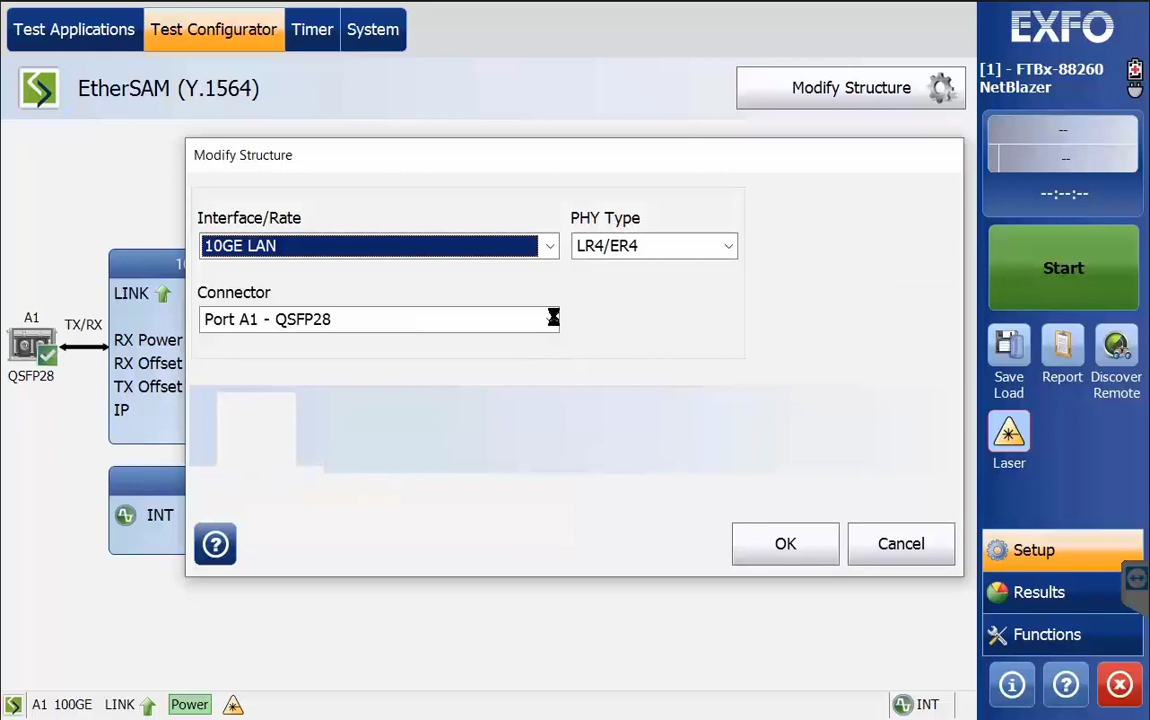 Test Applications
Test Configurator
Timer
System
EXFO
EtherSAM (Y.1564)
Modify Structure
[1] - FTBx-88260
NetBlazer
--
--
--:--:--
Modify Structure
Interface/Rate
PHY Type
10GE LAN
LR4/ER4
Connector
Port A1 - QSFP28
A1
TX/RX
QSFP28
LINK
RX Power
RX Offset
TX Offset
IP
INT
Start
Save
Load
Report
Discover
Remote
Laser
OK
Cancel
Setup
Results
Functions
A1 100GE
LINK
Power
INT